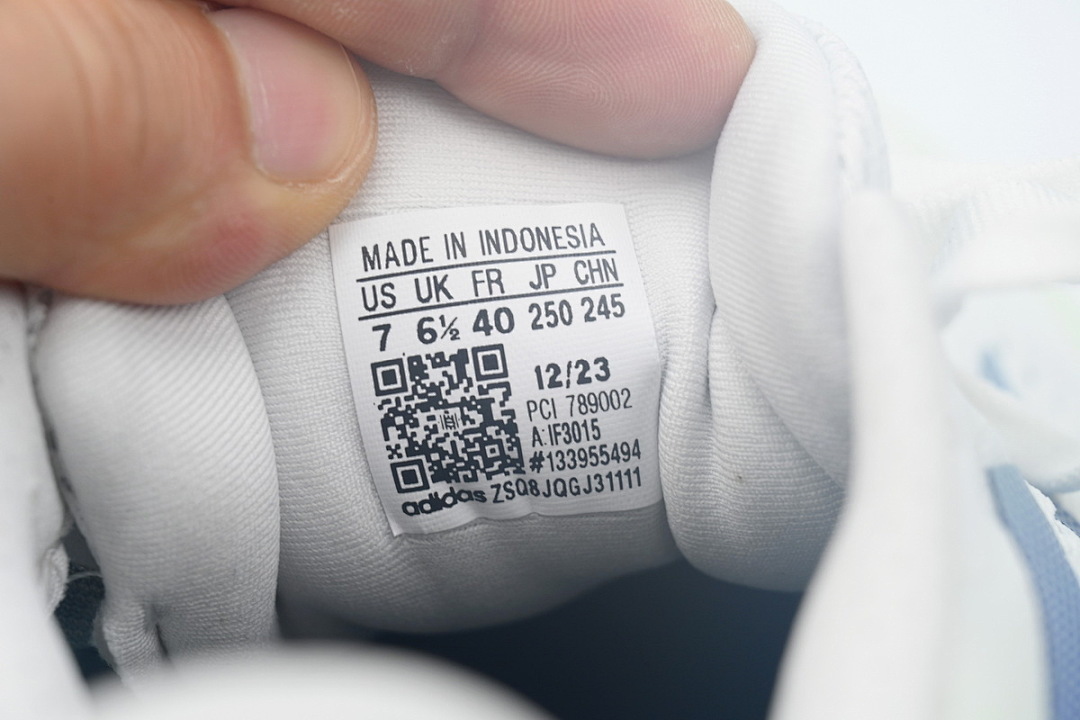 MADE IN INDONESIA
US UK FR JP CHN
7 6½ 40 250 245
12/23
PCI 789002
A:IF3015
#133955494
adidas ZSQ8JQGJ31111